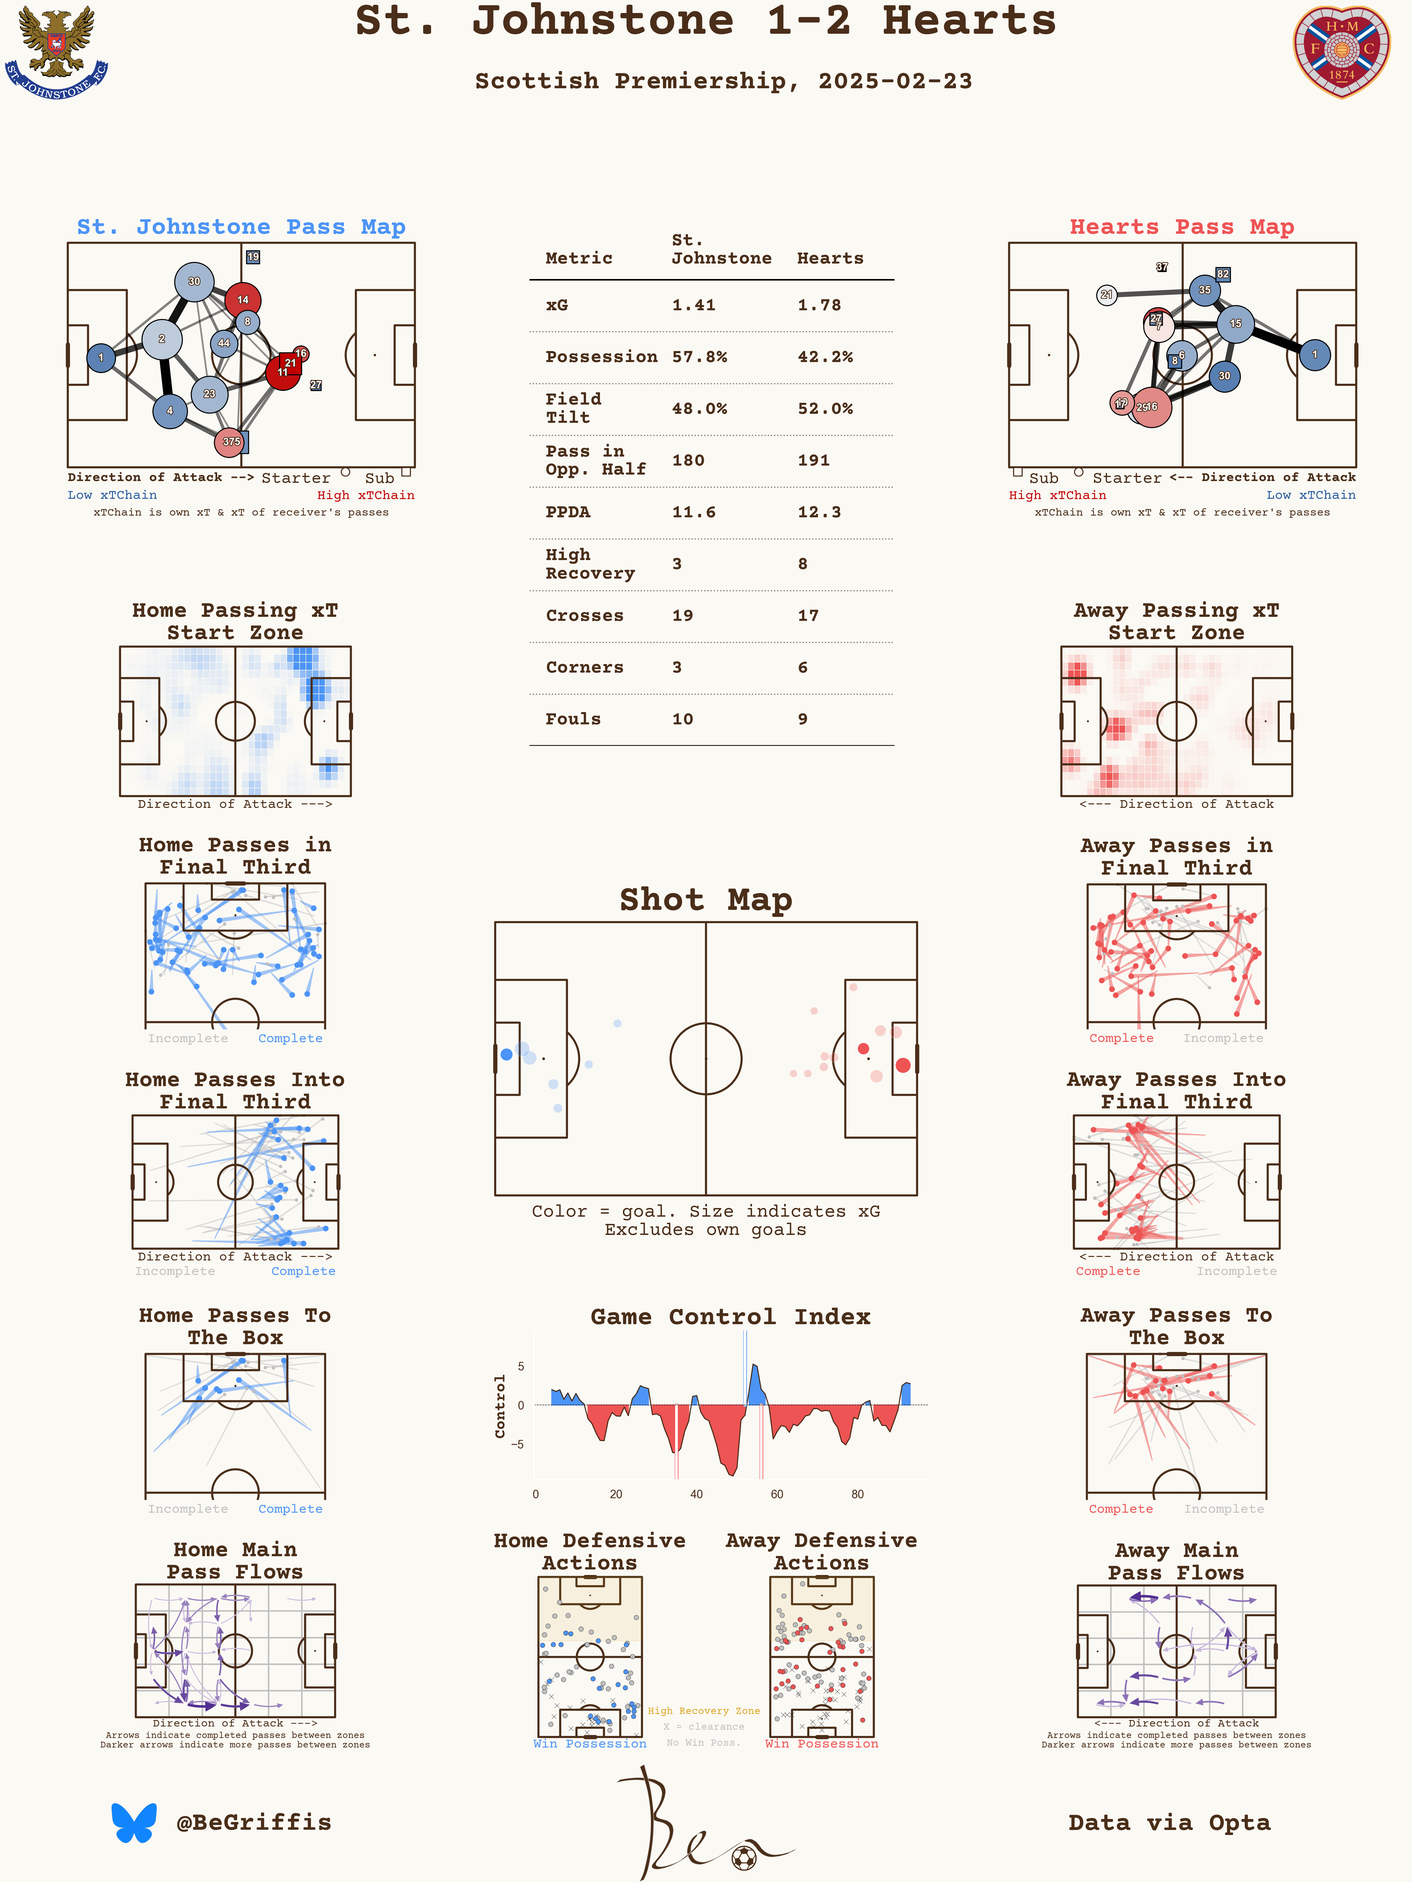 St. Johnstone 1-2 Hearts
Scottish Premiership, 2025-02-23
ST. JOHNSTONE F.C.
H M
F C
1874
St. Johnstone Pass Map
19
30
14
8
2
44
1
16
21
11
27
23
4
375
Direction of Attack --> Starter Sub
Low xTChain High xTChain
xTChain is own xT & xT of receiver's passes
Metric St. Johnstone Hearts
xG 1.41 1.78
Possession 57.8% 42.2%
Field Tilt 48.0% 52.0%
Pass in Opp. Half 180 191
PPDA 11.6 12.3
High Recovery 3 8
Crosses 19 17
Corners 3 6
Fouls 10 9
Hearts Pass Map
37
82
21
35
27
7
15
6
8
1
30
17
29
16
Sub Starter <-- Direction of Attack
High xTChain Low xTChain
xTChain is own xT & xT of receiver's passes
Home Passing xT
Start Zone
Direction of Attack --->
Away Passing xT
Start Zone
<--- Direction of Attack
Home Passes in
Final Third
Incomplete Complete
Away Passes in
Final Third
Complete Incomplete
Shot Map
Color = goal. Size indicates xG
Excludes own goals
Home Passes Into
Final Third
Direction of Attack --->
Incomplete Complete
Away Passes Into
Final Third
<--- Direction of Attack
Complete Incomplete
Home Passes To
The Box
Incomplete Complete
Game Control Index
Control
5
0
−5
0 20 40 60 80
Away Passes To
The Box
Complete Incomplete
Home Main
Pass Flows
Direction of Attack --->
Arrows indicate completed passes between zones
Darker arrows indicate more passes between zones
Home Defensive
Actions
Win Possession
High Recovery Zone
X = clearance
No Win Poss.
Away Defensive
Actions
Win Possession
Away Main
Pass Flows
<--- Direction of Attack
Arrows indicate completed passes between zones
Darker arrows indicate more passes between zones
@BeGriffis
Ben
Data via Opta